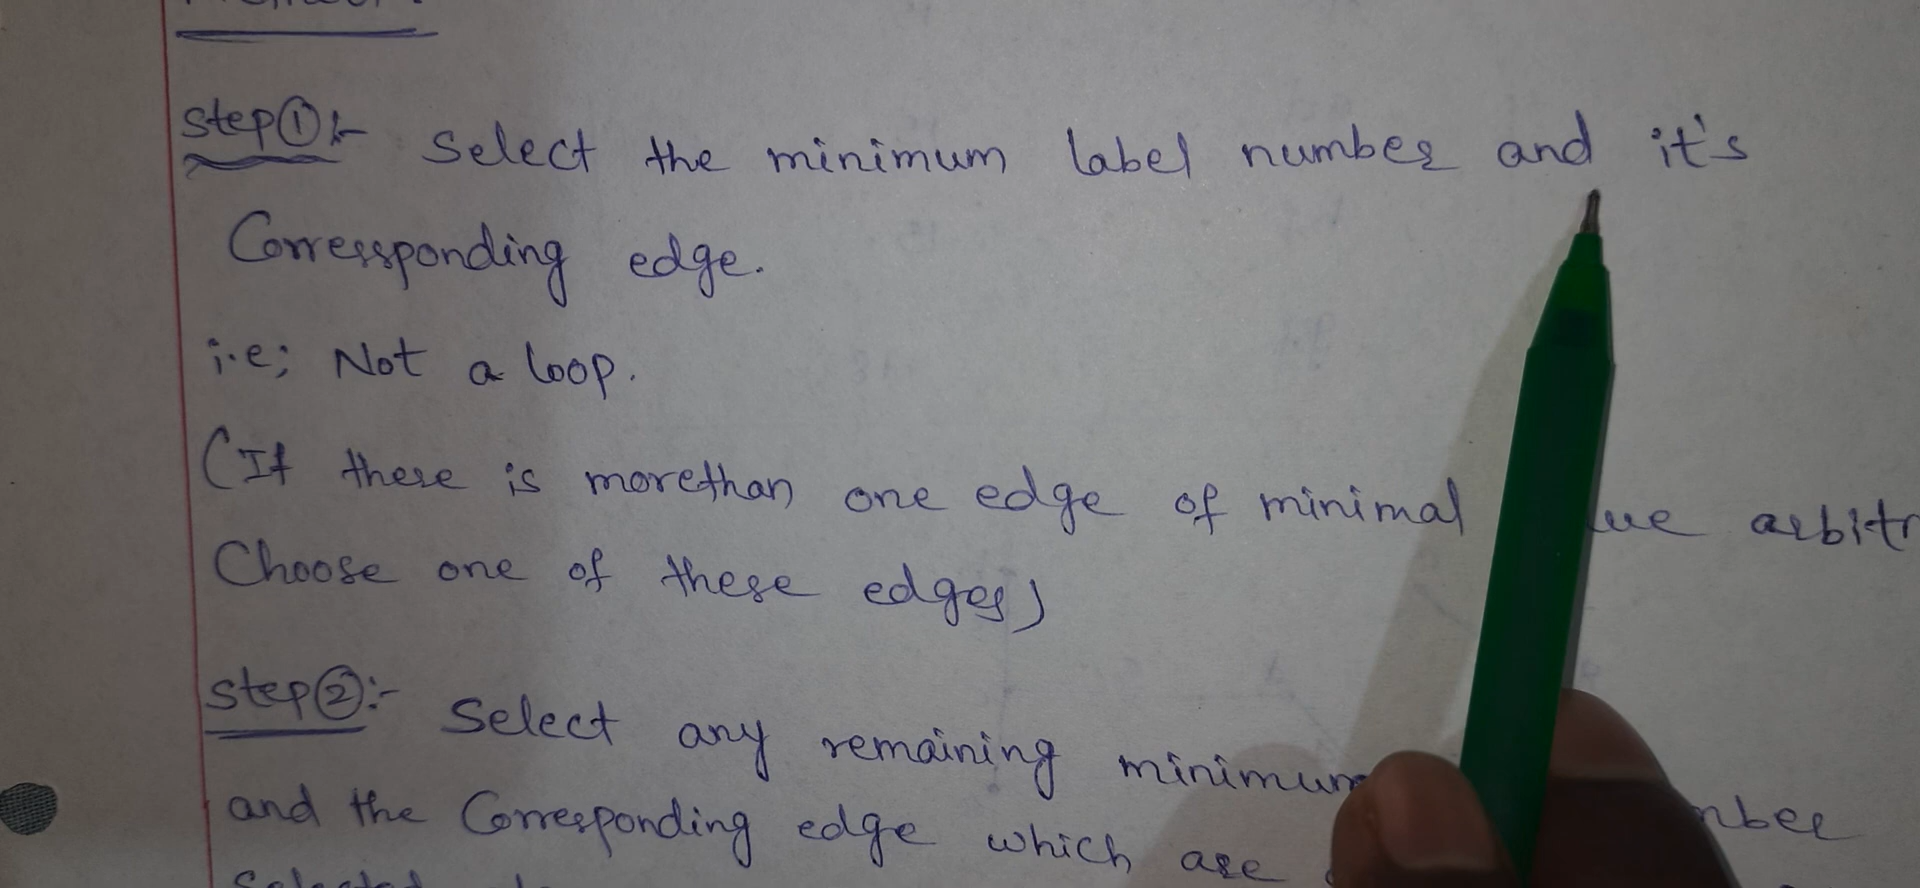 Step①:- Select the minimum label number and it's
Corresponding edge.
i.e; Not a loop.
(If there is morethan one edge of minimal
Choose one of these edges)
Step②:- Select any remaining minimum
and the Corresponding edge which are